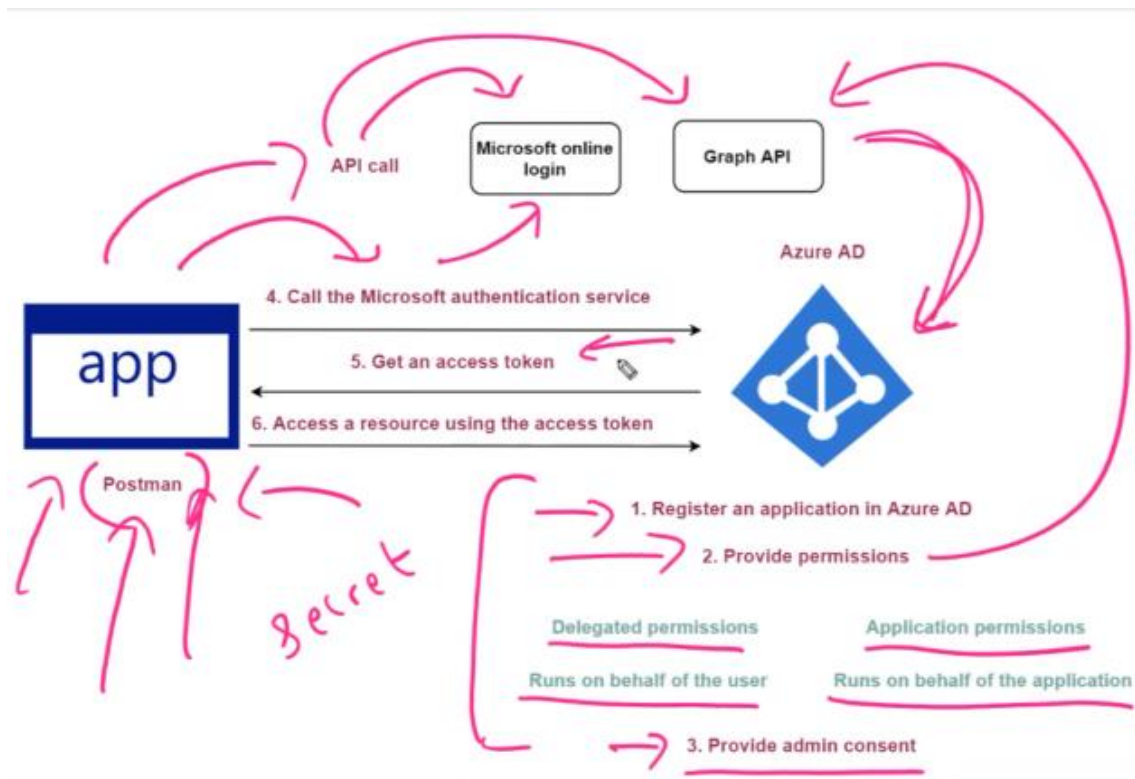 API call
Microsoft online
login
Graph API
Azure AD
4. Call the Microsoft authentication service
app
5. Get an access token
6. Access a resource using the access token
Postman
1. Register an application in Azure AD
2. Provide permissions
secret
Delegated permissions
Application permissions
Runs on behalf of the user
Runs on behalf of the application
3. Provide admin consent